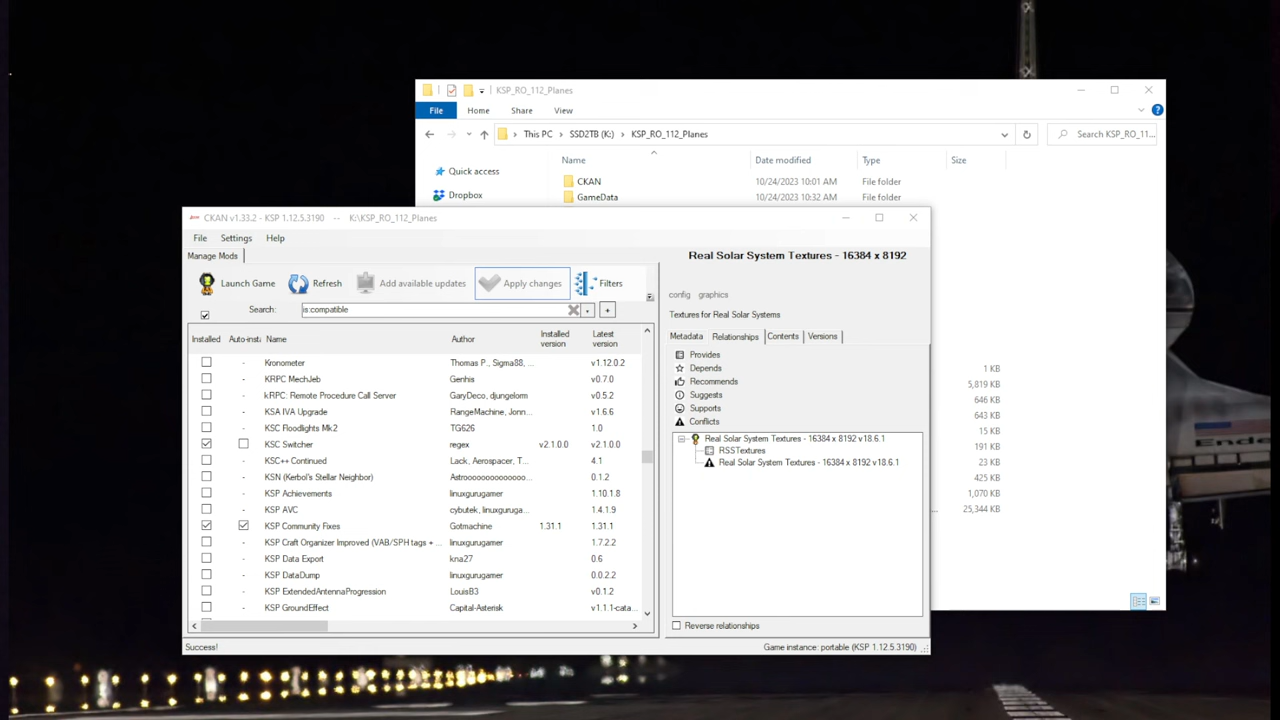 KSP_RO_112_Planes
File Home Share View
This PC > SSD2TB (K:) > KSP_RO_112_Planes
Search KSP_RO_11...
Name Date modified Type Size
Quick access
CKAN 10/24/2023 10:01 AM File folder
Dropbox
GameData 10/24/2023 10:32 AM File folder
1 KB
5,819 KB
646 KB
643 KB
15 KB
191 KB
23 KB
425 KB
1,070 KB
25,344 KB
CKAN v1.33.2 - KSP 1.12.5.3190 -- K:\KSP_RO_112_Planes
File Settings Help
Manage Mods
Launch Game Refresh Add available updates Apply changes Filters
Search: is:compatible
Installed Auto-insta Name Author Installed version Latest version
Kronometer Thomas P., Sigma88, ... v1.12.0.2
KRPC MechJeb Genhis v0.7.0
kRPC: Remote Procedure Call Server GaryDeco, djungelorm v0.5.2
KSA IVA Upgrade RangeMachine, Jonn... v1.6.6
KSC Floodlights Mk2 TG626 1.0
KSC Switcher regex v2.1.0.0 v2.1.0.0
KSC++ Continued Lack, Aerospacer, T... 4.1
KSN (Kerbol's Stellar Neighbor) Astrooooooooooooo... 0.1.2
KSP Achievements linuxgurugamer 1.10.1.8
KSP AVC cybutek, linuxguruga... 1.4.1.9
KSP Community Fixes Gotmachine 1.31.1 1.31.1
KSP Craft Organizer Improved (VAB/SPH tags + ... linuxgurugamer 1.7.2.2
KSP Data Export kna27 0.6
KSP DataDump linuxgurugamer 0.0.2.2
KSP ExtendedAntennaProgression LouisB3 v0.1.2
KSP GroundEffect Capital-Asterisk v1.1.1-cata...
Success!
Real Solar System Textures - 16384 x 8192
config graphics
Textures for Real Solar Systems
Metadata Relationships Contents Versions
Provides
Depends
Recommends
Suggests
Supports
Conflicts
Real Solar System Textures - 16384 x 8192 v18.6.1
RSSTextures
Real Solar System Textures - 16384 x 8192 v18.6.1
Reverse relationships
Game instance: portable (KSP 1.12.5.3190)
Ende